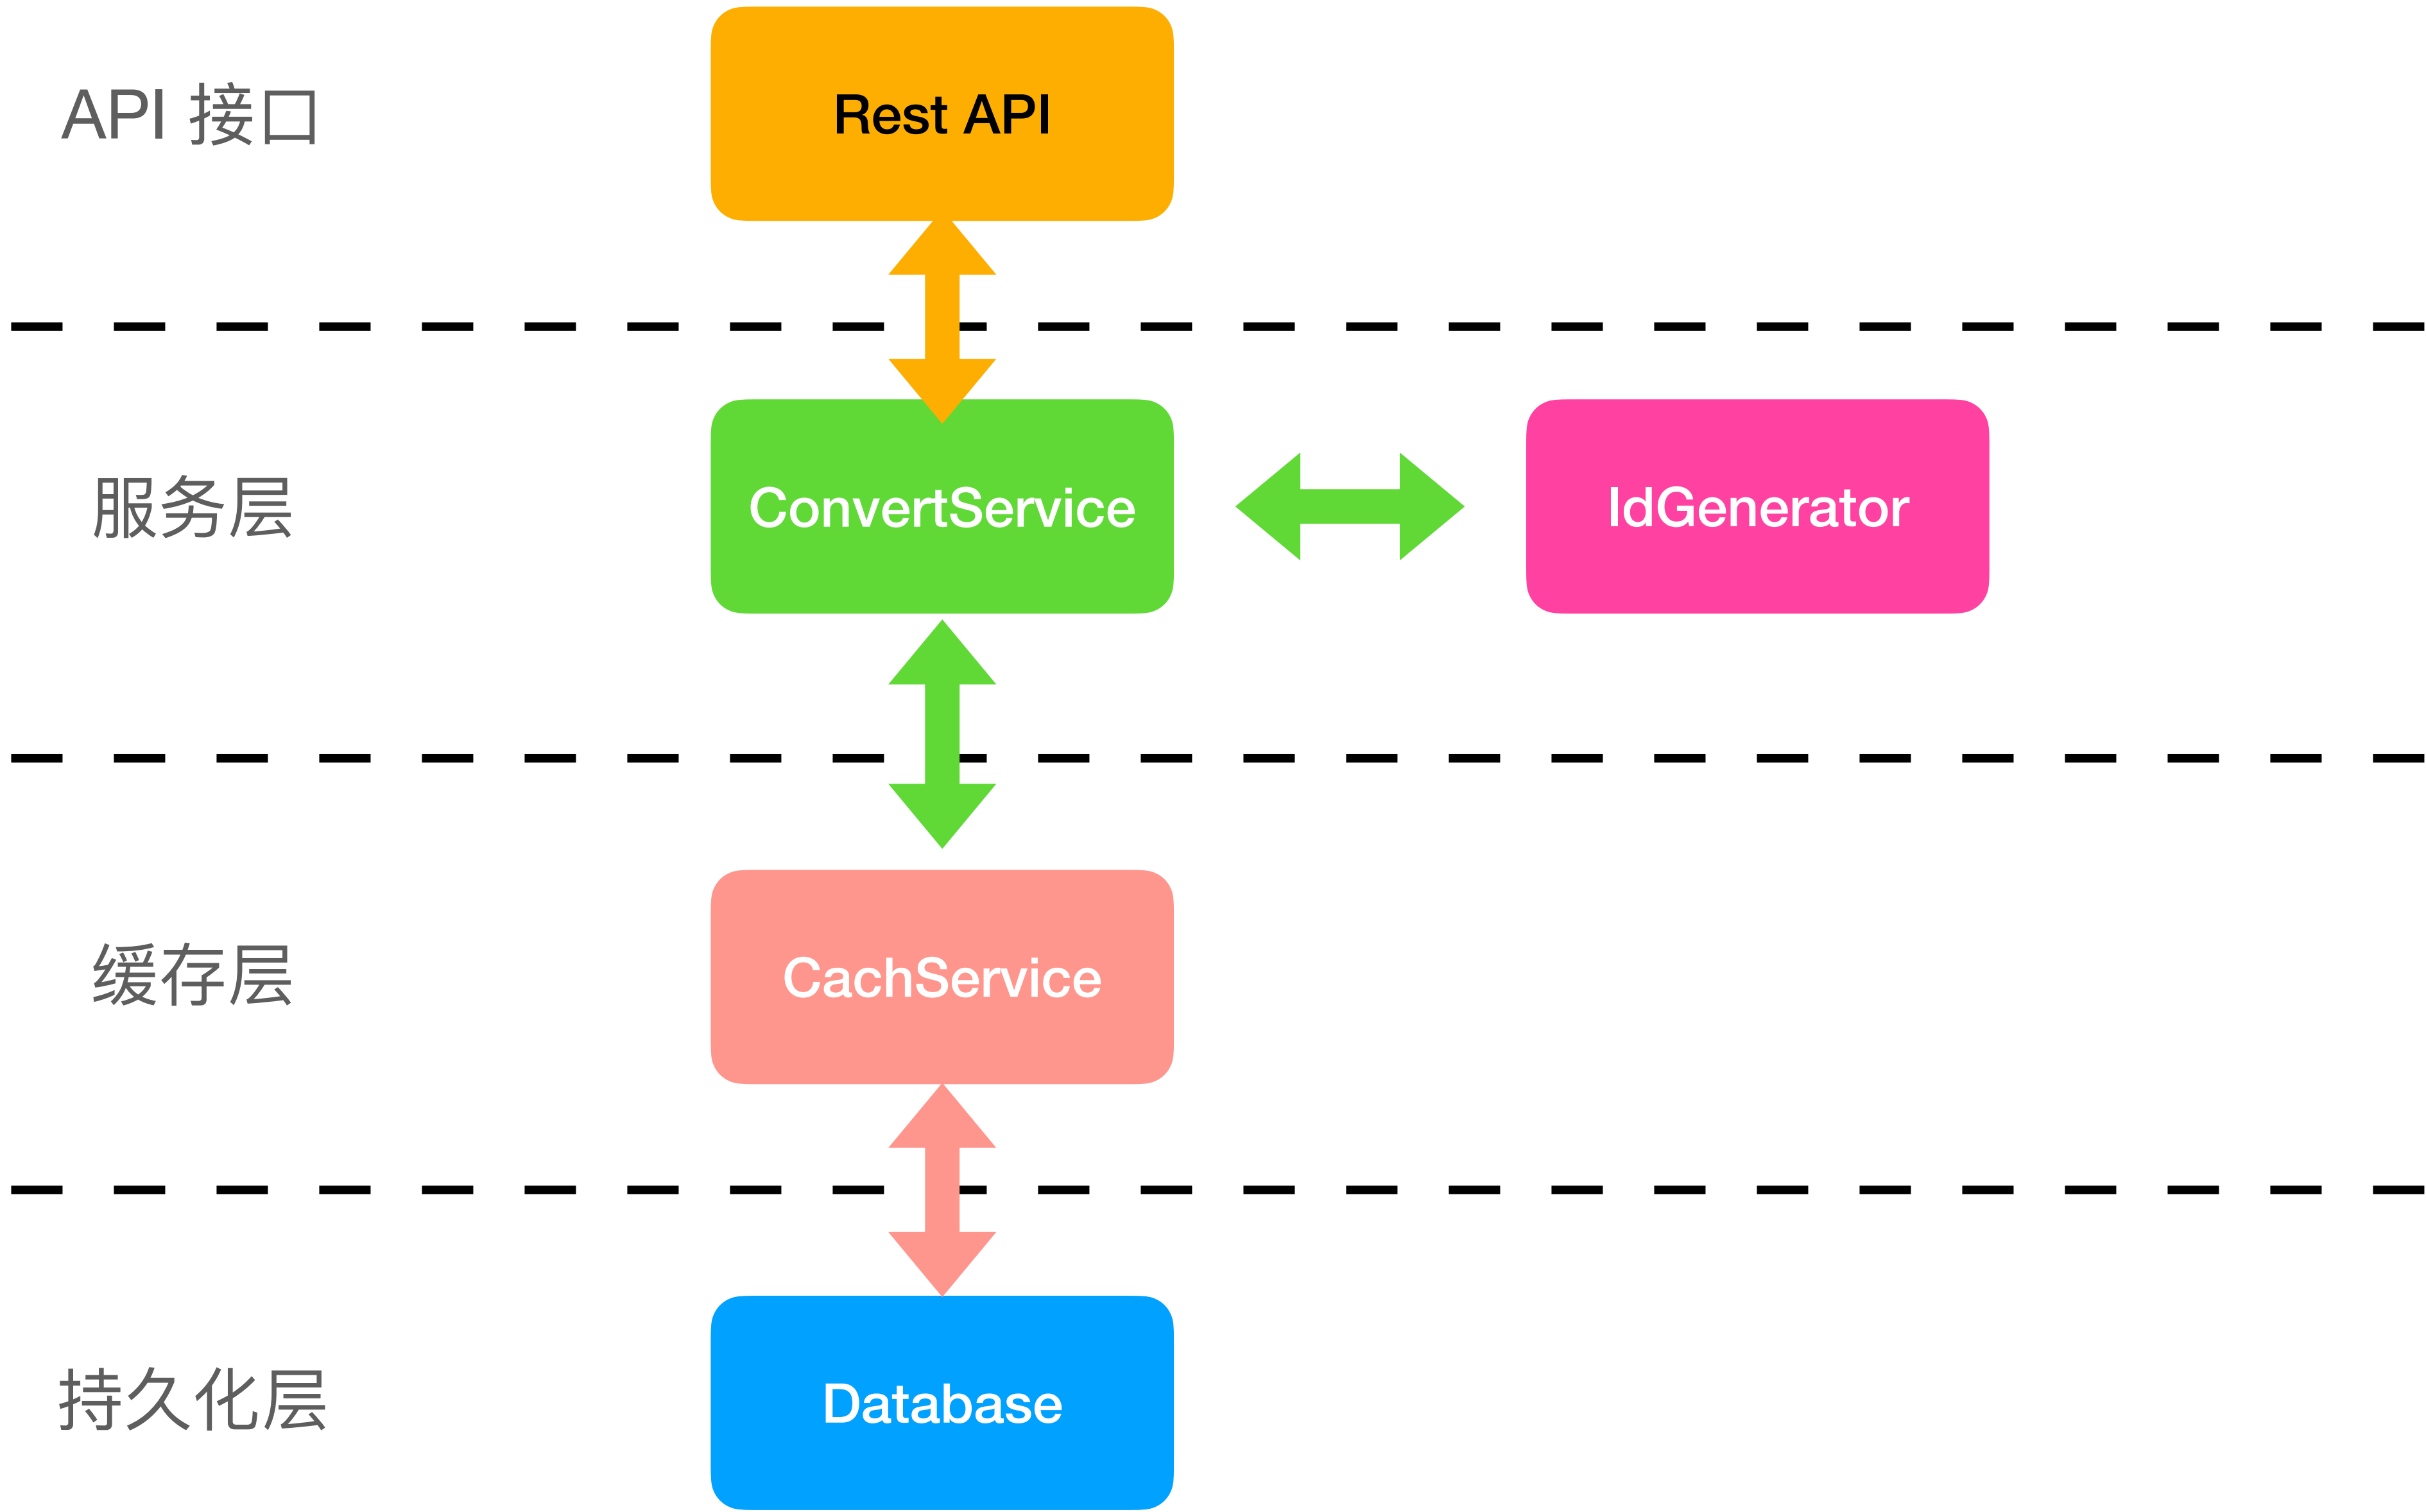 API 接口
Rest API
服务层
ConvertService
IdGenerator
缓存层
CachService
持久化层
Database